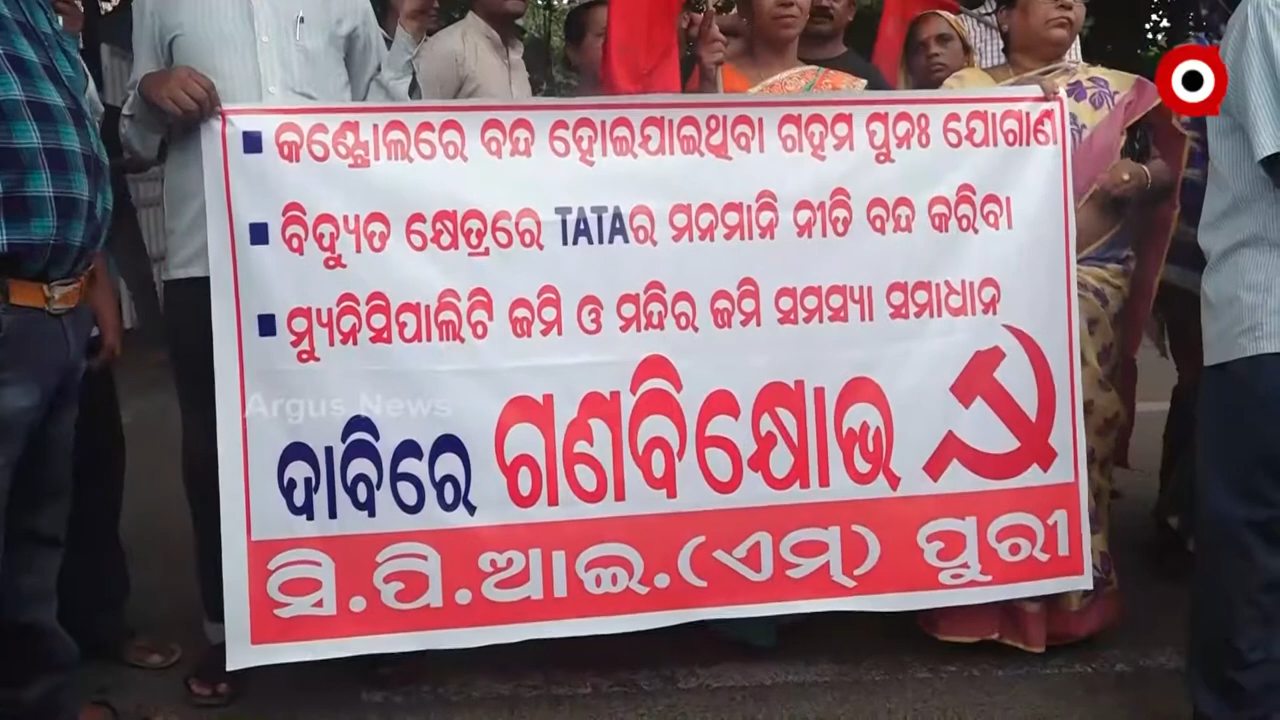 ▪ କଣ୍ଟ୍ରୋଲରେ ବନ୍ଦ ହୋଇଯାଇଥିବା ଗହମ ପୁନଃ ଯୋଗାଣ
▪ ବିଦ୍ୟୁତ କ୍ଷେତ୍ରରେ TATAର ମନମାନି ନୀତି ବନ୍ଦ କରିବା
▪ ମ୍ୟୁନିସିପାଲିଟି ଜମି ଓ ମନ୍ଦିର ଜମି ସମସ୍ୟା ସମାଧାନ
Argus News
ଦାବିରେ ଗଣବିକ୍ଷୋଭ
ସି.ପି.ଆଇ.(ଏମ୍) ପୁରୀ